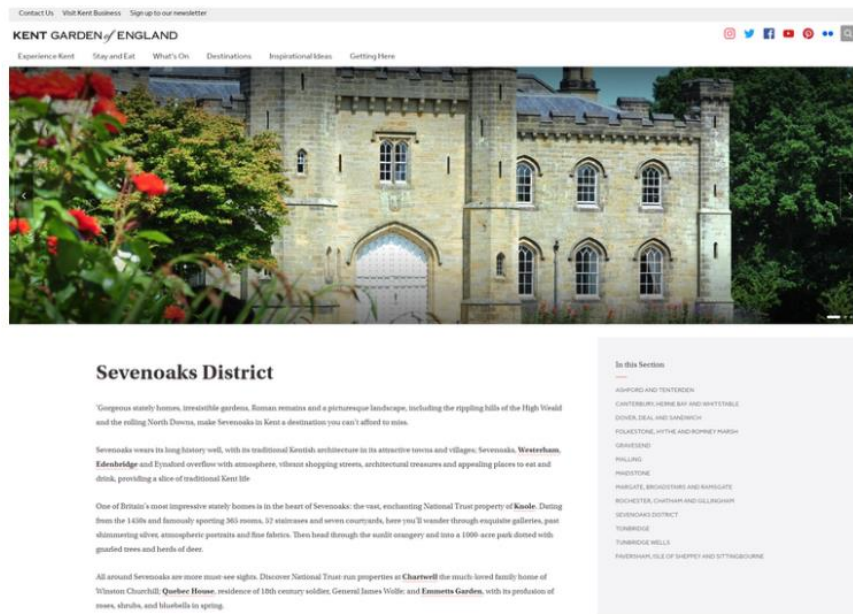 Contact Us Visit Kent Business Sign up to our newsletter
KENT GARDEN of ENGLAND
Experience Kent Stay and Eat What's On Destinations Inspirational Ideas Getting Here
Sevenoaks District
'Gorgeous stately homes, irresistible gardens, Roman remains and a picturesque landscape, including the rippling hills of the High Weald
and the rolling North Downs, make Sevenoaks in Kent a destination you can't afford to miss.
Sevenoaks wears its long history well, with its traditional Kentish architecture in its attractive towns and villages; Sevenoaks, Westerham,
Edenbridge and Eynsford overflow with atmosphere, vibrant shopping streets, architectural treasures and appealing places to eat and
drink, providing a slice of traditional Kent life
One of Britain's most impressive stately homes is in the heart of Sevenoaks: the vast, enchanting National Trust property of Knole. Dating
from the 1450s and famously sporting 365 rooms, 52 staircases and seven courtyards, here you'll wander through exquisite galleries, past
shimmering silver, atmospheric portraits and fine fabrics. Then head through the sunlit orangery and into a 1000-acre park dotted with
gnarled trees and herds of deer.
All around Sevenoaks are more must-see sights. Discover National Trust-run properties at Chartwell the much-loved family home of
Winston Churchill; Quebec House, residence of 18th century soldier, General James Wolfe; and Emmetts Garden, with its profusion of
roses, shrubs, and bluebells in spring.
In this Section
ASHFORD AND TENTERDEN
CANTERBURY, HERNE BAY AND WHITSTABLE
DOVER, DEAL AND SANDWICH
FOLKESTONE, HYTHE AND ROMNEY MARSH
GRAVESEND
MALLING
MAIDSTONE
MARGATE, BROADSTAIRS AND RAMSGATE
ROCHESTER, CHATHAM AND GILLINGHAM
SEVENOAKS DISTRICT
TONBRIDGE
TUNBRIDGE WELLS
FAVERSHAM, ISLE OF SHEPPEY AND SITTINGBOURNE